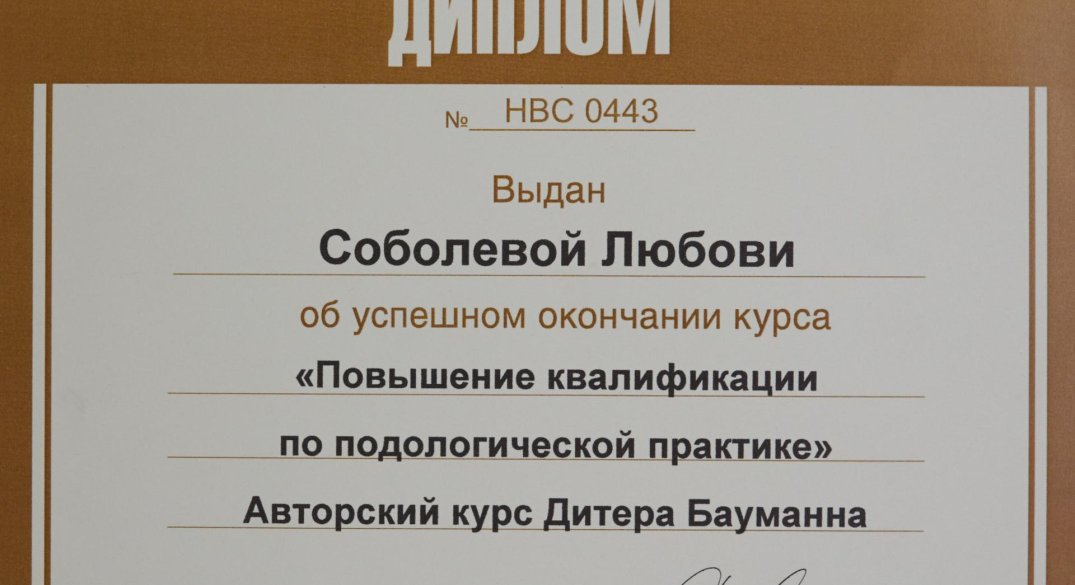 ДИПЛОМ
№ НВС 0443
Выдан
Соболевой Любови
об успешном окончании курса
«Повышение квалификации
по подологической практике»
Авторский курс Дитера Бауманна